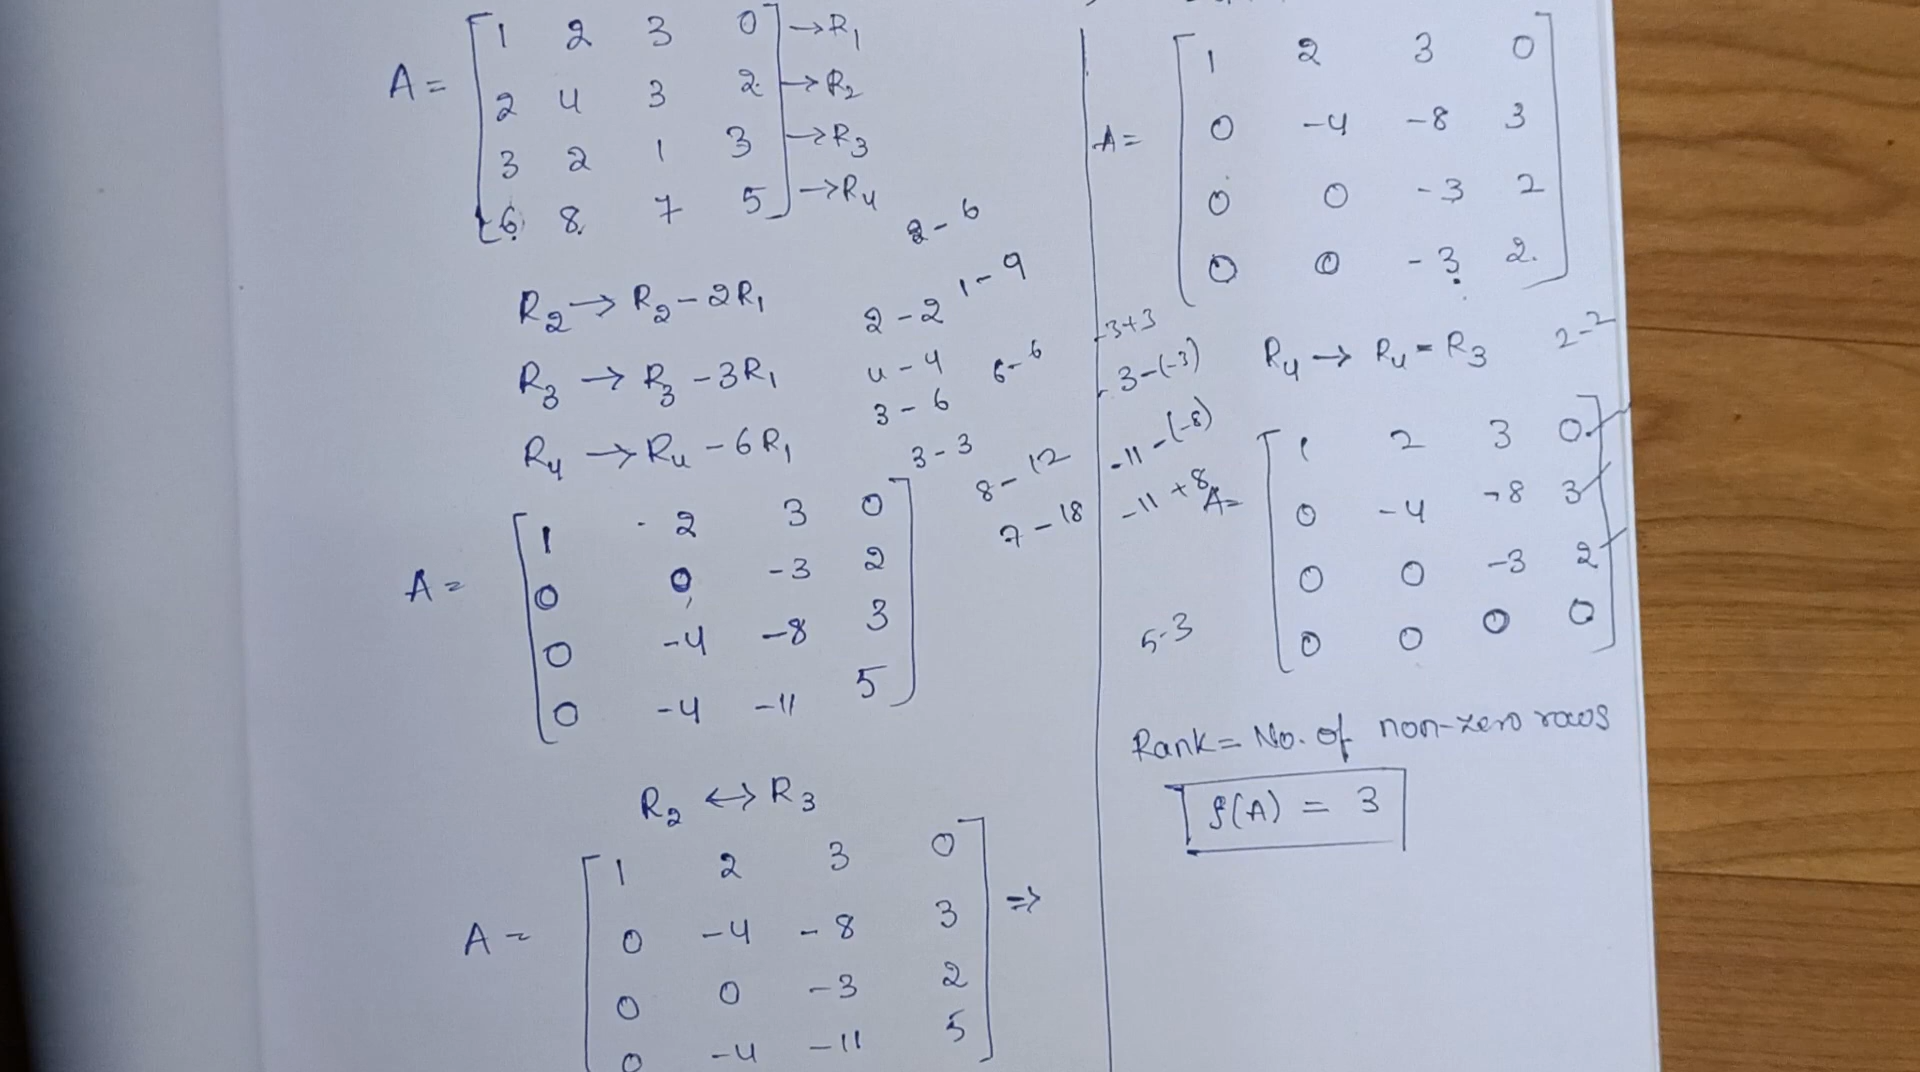 A = [1 2 3 0] → R1
[2 4 3 2] → R2
[3 2 1 3] → R3
[6 8 7 5] → R4
R2 → R2 - 2R1
R3 → R3 - 3R1
R4 → R4 - 6R1
2 - 6
1 - 9
2 - 2
4 - 4
6 - 6
3 - 6
3 - 3
8 - 12
7 - 18
A = [1 2 3 0]
[0 0 -3 2]
[0 -4 -8 3]
[0 -4 -11 5]
R2 ↔ R3
A = [1 2 3 0]
[0 -4 -8 3]
[0 0 -3 2]
[0 -4 -11 5]
⇒
A = [1 2 3 0]
[0 -4 -8 3]
[0 0 -3 2]
[0 0 -3 2]
-3+3
-3-(-3)
-11-(-8)
-11+8
R4 → R4 - R3
2-2
A = [1 2 3 0]
[0 -4 -8 3]
[0 0 -3 2]
[0 0 0 0]
5-3
Rank = No. of non-zero rows
ρ(A) = 3